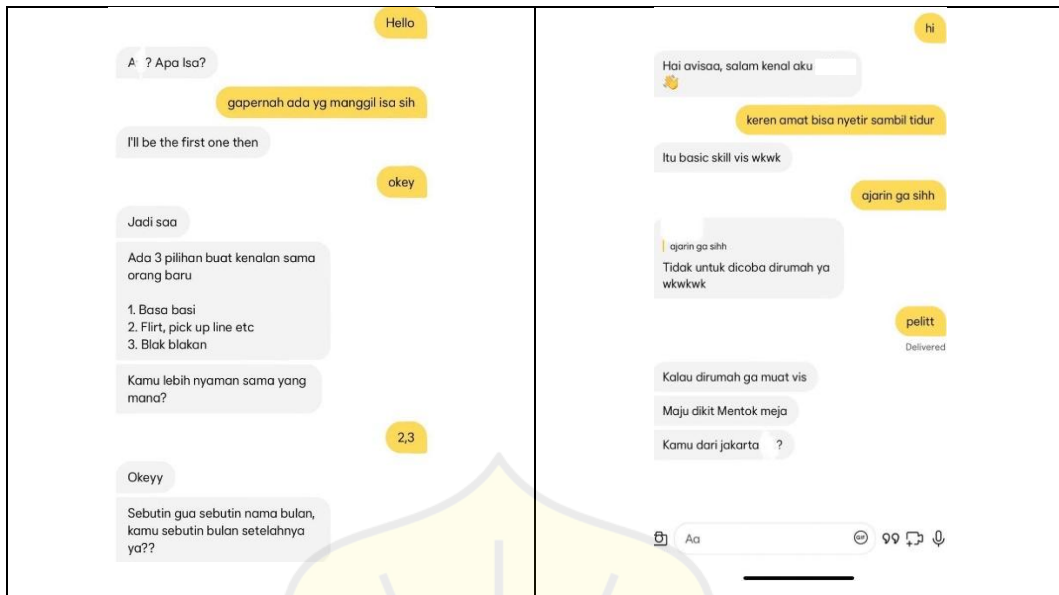 Hello
A ? Apa Isa?
gapernah ada yg manggil isa sih
I'll be the first one then
okey
Jadi saa
Ada 3 pilihan buat kenalan sama
orang baru
1. Basa basi
2. Flirt, pick up line etc
3. Blak blakan
Kamu lebih nyaman sama yang
mana?
2,3
Okeyy
Sebutin gua sebutin nama bulan,
kamu sebutin bulan setelahnya
ya??
hi
Hai avisaa, salam kenal aku
👋
keren amat bisa nyetir sambil tidur
Itu basic skill vis wkwk
ajarin ga sihh
ajarin ga sihh
Tidak untuk dicoba dirumah ya
wkwkwk
pelitt
Delivered
Kalau dirumah ga muat vis
Maju dikit Mentok meja
Kamu dari jakarta ?
Aa
GIF